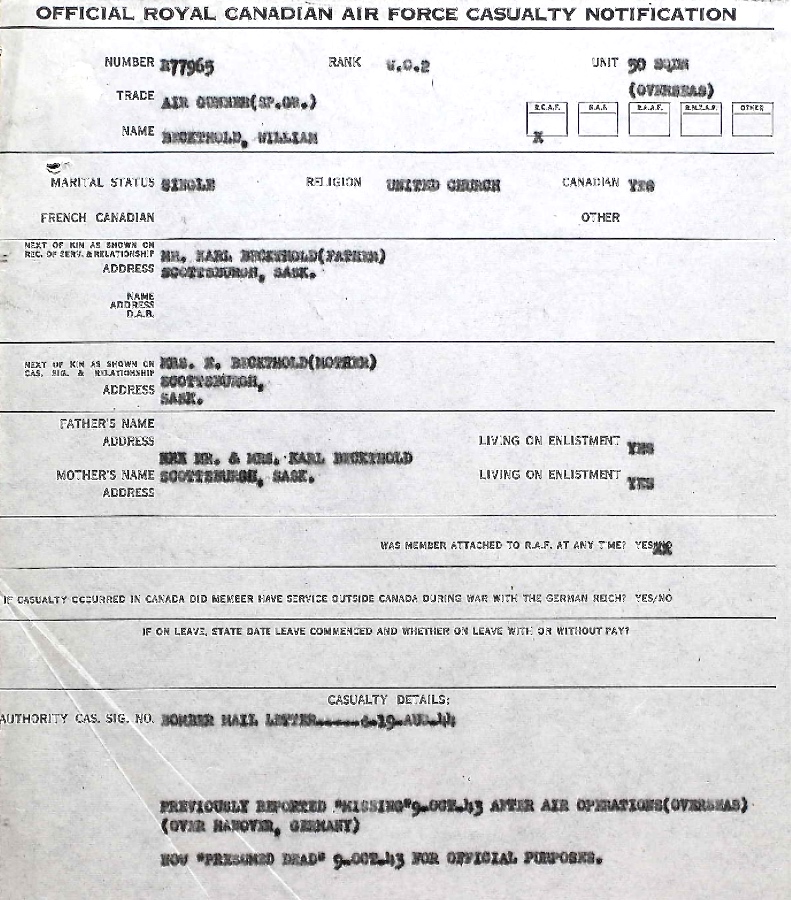 OFFICIAL ROYAL CANADIAN AIR FORCE CASUALTY NOTIFICATION
NUMBER R77965 RANK W.O.2 UNIT 50 SQDN
(OVERSEAS)
TRADE AIR GUNNER(SP.GR.)
R.C.A.F. R.A.F. R.A.A.F. R.N.Z.A.F. OTHER
NAME BECKTHOLD, WILLIAM X
MARITAL STATUS SINGLE RELIGION UNITED CHURCH CANADIAN YES
FRENCH CANADIAN OTHER
NEXT OF KIN AS SHOWN ON
REC. OF SERV. & RELATIONSHIP MR. KARL BECKTHOLD(FATHER)
ADDRESS SCOTTSBURGH, SASK.
NAME
ADDRESS
D.A.B.
NEXT OF KIN AS SHOWN ON
CAS. SIG. & RELATIONSHIP MRS. K. BECKTHOLD(MOTHER)
ADDRESS SCOTTSBURGH,
SASK.
FATHER'S NAME
ADDRESS LIVING ON ENLISTMENT YES
MR. & MRS. KARL BECKTHOLD
MOTHER'S NAME SCOTTSBURGH, SASK. LIVING ON ENLISTMENT YES
ADDRESS
WAS MEMBER ATTACHED TO R.A.F. AT ANY TIME? YES
IF CASUALTY OCCURRED IN CANADA DID MEMBER HAVE SERVICE OUTSIDE CANADA DURING WAR WITH THE GERMAN REICH? YES/NO
IF ON LEAVE, STATE DATE LEAVE COMMENCED AND WHETHER ON LEAVE WITH OR WITHOUT PAY?
CASUALTY DETAILS:
AUTHORITY CAS. SIG. NO. BOMBER MAIL LETTER 19-AUG.44
PREVIOUSLY REPORTED "MISSING"9-OCT.43 AFTER AIR OPERATIONS(OVERSEAS)
(OVER HANOVER, GERMANY)
NOW "PRESUMED DEAD" 9-OCT.43 FOR OFFICIAL PURPOSES.